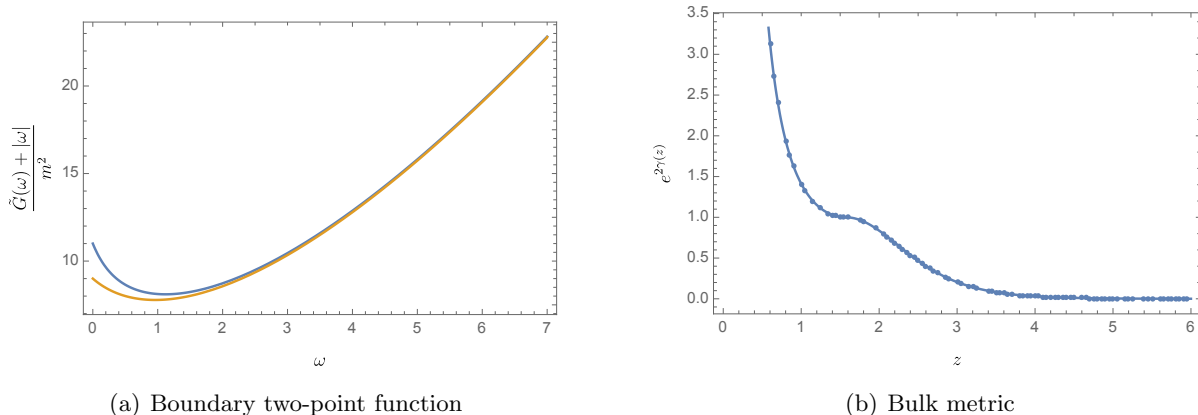 20
15
10
0 1 2 3 4 5 6 7
G̃(ω) + |ω|
m²
ω
(a) Boundary two-point function
3.5
3.0
2.5
2.0
1.5
1.0
0.5
0.0
0 1 2 3 4 5 6
e^{2γ(z)}
z
(b) Bulk metric